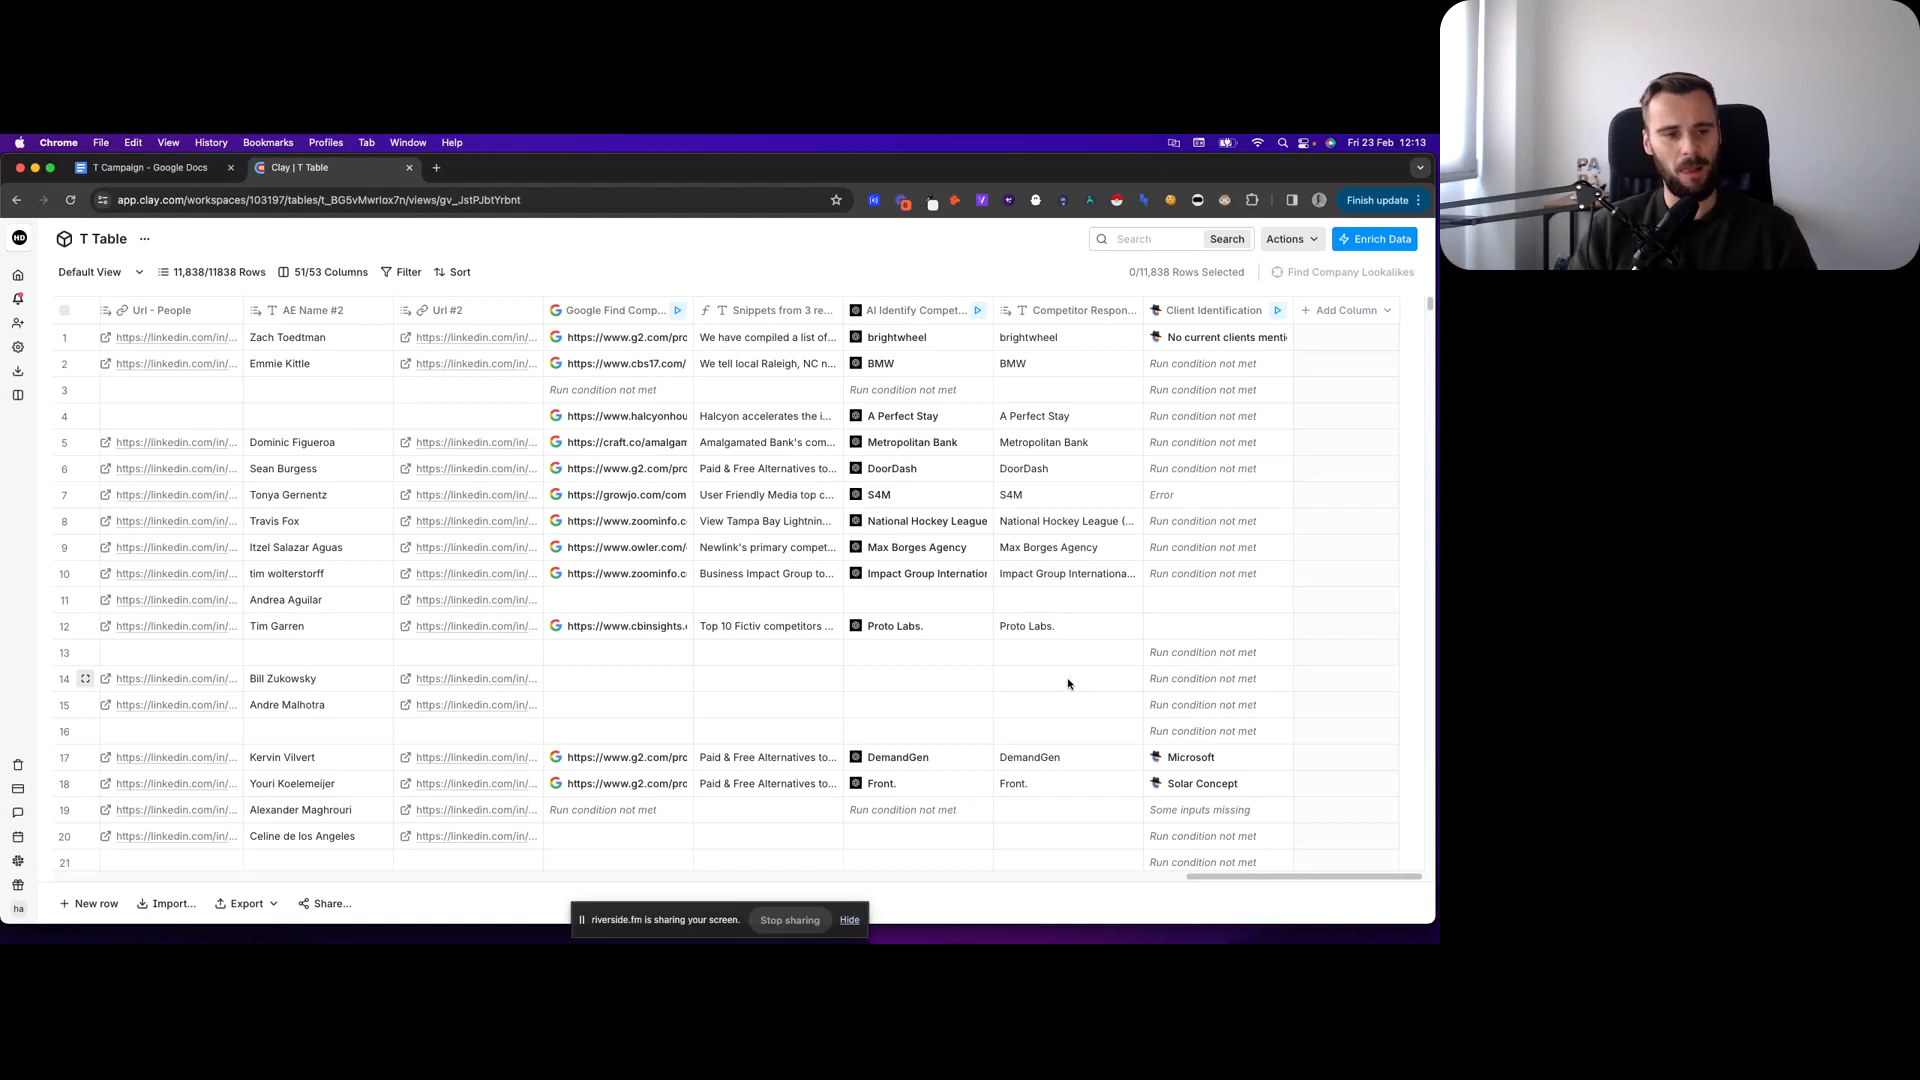 Chrome File Edit View History Bookmarks Profiles Tab Window Help Fri 23 Feb 12:13
T Campaign - Google Docs Clay | T Table
app.clay.com/workspaces/103197/tables/t_BG5vMwrlox7n/views/gv_JstPJbtYrbnt Finish update
HD T Table ... Search Search Actions Enrich Data
Default View 11,838/11838 Rows 51/53 Columns Filter Sort 0/11,838 Rows Selected Find Company Lookalikes
Url - People AE Name #2 Url #2 Google Find Comp... Snippets from 3 re... AI Identify Compet... Competitor Respon... Client Identification + Add Column
1 https://linkedin.com/in/... Zach Toedtman https://linkedin.com/in/... https://www.g2.com/prc We have compiled a list of... brightwheel brightwheel No current clients menti
2 https://linkedin.com/in/... Emmie Kittle https://linkedin.com/in/... https://www.cbs17.com/ We tell local Raleigh, NC n... BMW BMW Run condition not met
3 Run condition not met Run condition not met Run condition not met
4 https://www.halcyonhou Halcyon accelerates the i... A Perfect Stay A Perfect Stay Run condition not met
5 https://linkedin.com/in/... Dominic Figueroa https://linkedin.com/in/... https://craft.co/amalgam Amalgamated Bank's com... Metropolitan Bank Metropolitan Bank Run condition not met
6 https://linkedin.com/in/... Sean Burgess https://linkedin.com/in/... https://www.g2.com/prc Paid & Free Alternatives to... DoorDash DoorDash Run condition not met
7 https://linkedin.com/in/... Tonya Gernentz https://linkedin.com/in/... https://growjo.com/com User Friendly Media top c... S4M S4M Error
8 https://linkedin.com/in/... Travis Fox https://linkedin.com/in/... https://www.zoominfo.c View Tampa Bay Lightnin... National Hockey League National Hockey League (... Run condition not met
9 https://linkedin.com/in/... Itzel Salazar Aguas https://linkedin.com/in/... https://www.owler.com/ Newlink's primary compet... Max Borges Agency Max Borges Agency Run condition not met
10 https://linkedin.com/in/... tim wolterstorff https://linkedin.com/in/... https://www.zoominfo.c Business Impact Group to... Impact Group Internation Impact Group Internationa... Run condition not met
11 https://linkedin.com/in/... Andrea Aguilar https://linkedin.com/in/...
12 https://linkedin.com/in/... Tim Garren https://linkedin.com/in/... https://www.cbinsights.c Top 10 Fictiv competitors ... Proto Labs. Proto Labs.
13 Run condition not met
14 https://linkedin.com/in/... Bill Zukowsky https://linkedin.com/in/... Run condition not met
15 https://linkedin.com/in/... Andre Malhotra https://linkedin.com/in/... Run condition not met
16 Run condition not met
17 https://linkedin.com/in/... Kervin Vilvert https://linkedin.com/in/... https://www.g2.com/prc Paid & Free Alternatives to... DemandGen DemandGen Microsoft
18 https://linkedin.com/in/... Youri Koelemeijer https://linkedin.com/in/... https://www.g2.com/prc Paid & Free Alternatives to... Front. Front. Solar Concept
19 https://linkedin.com/in/... Alexander Maghrouri https://linkedin.com/in/... Run condition not met Run condition not met Some inputs missing
20 https://linkedin.com/in/... Celine de los Angeles https://linkedin.com/in/... Run condition not met
21 Run condition not met
ha + New row Import... Export Share...
riverside.fm is sharing your screen. Stop sharing Hide